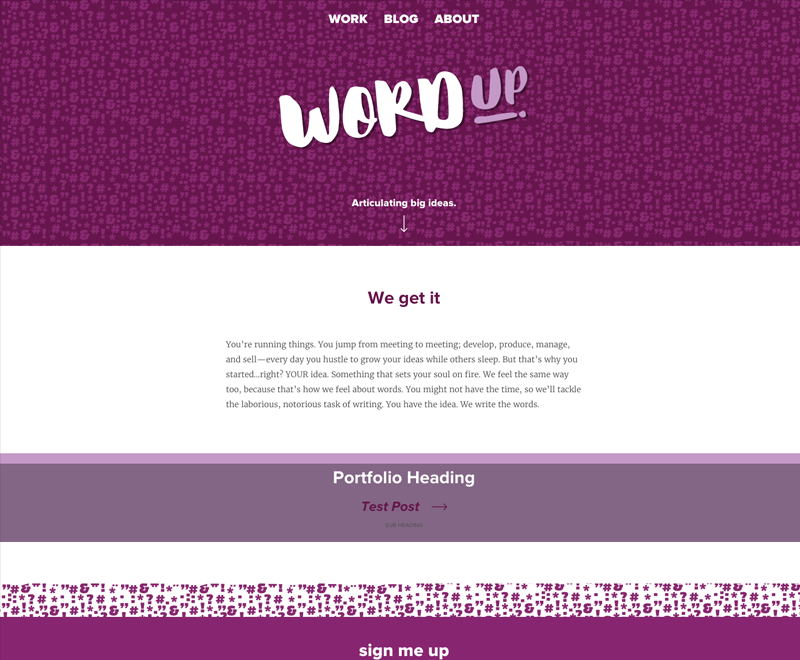 WORK BLOG ABOUT
WORD UP
Articulating big ideas.
We get it
You're running things. You jump from meeting to meeting; develop, produce, manage,
and sell—every day you hustle to grow your ideas while others sleep. But that's why you
started...right? YOUR idea. Something that sets your soul on fire. We feel the same way
too, because that's how we feel about words. You might not have the time, so we'll tackle
the laborious, notorious task of writing. You have the idea. We write the words.
Portfolio Heading
Test Post
SUB HEADING
sign me up